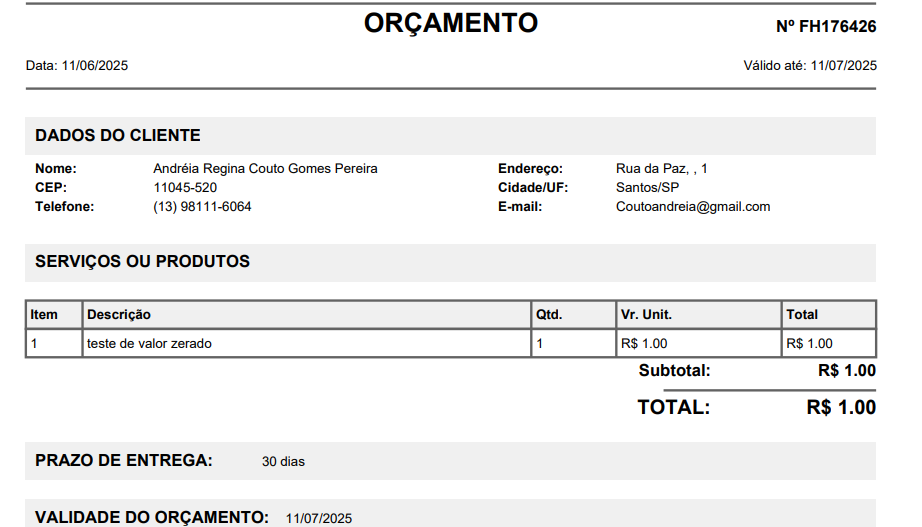 ORÇAMENTO
Nº FH176426
Data: 11/06/2025 Válido até: 11/07/2025
DADOS DO CLIENTE
Nome: Andréia Regina Couto Gomes Pereira Endereço: Rua da Paz, , 1
CEP: 11045-520 Cidade/UF: Santos/SP
Telefone: (13) 98111-6064 E-mail: Coutoandreia@gmail.com
SERVIÇOS OU PRODUTOS
Item Descrição Qtd. Vr. Unit. Total
1 teste de valor zerado 1 R$ 1.00 R$ 1.00
Subtotal: R$ 1.00
TOTAL: R$ 1.00
PRAZO DE ENTREGA: 30 dias
VALIDADE DO ORÇAMENTO: 11/07/2025